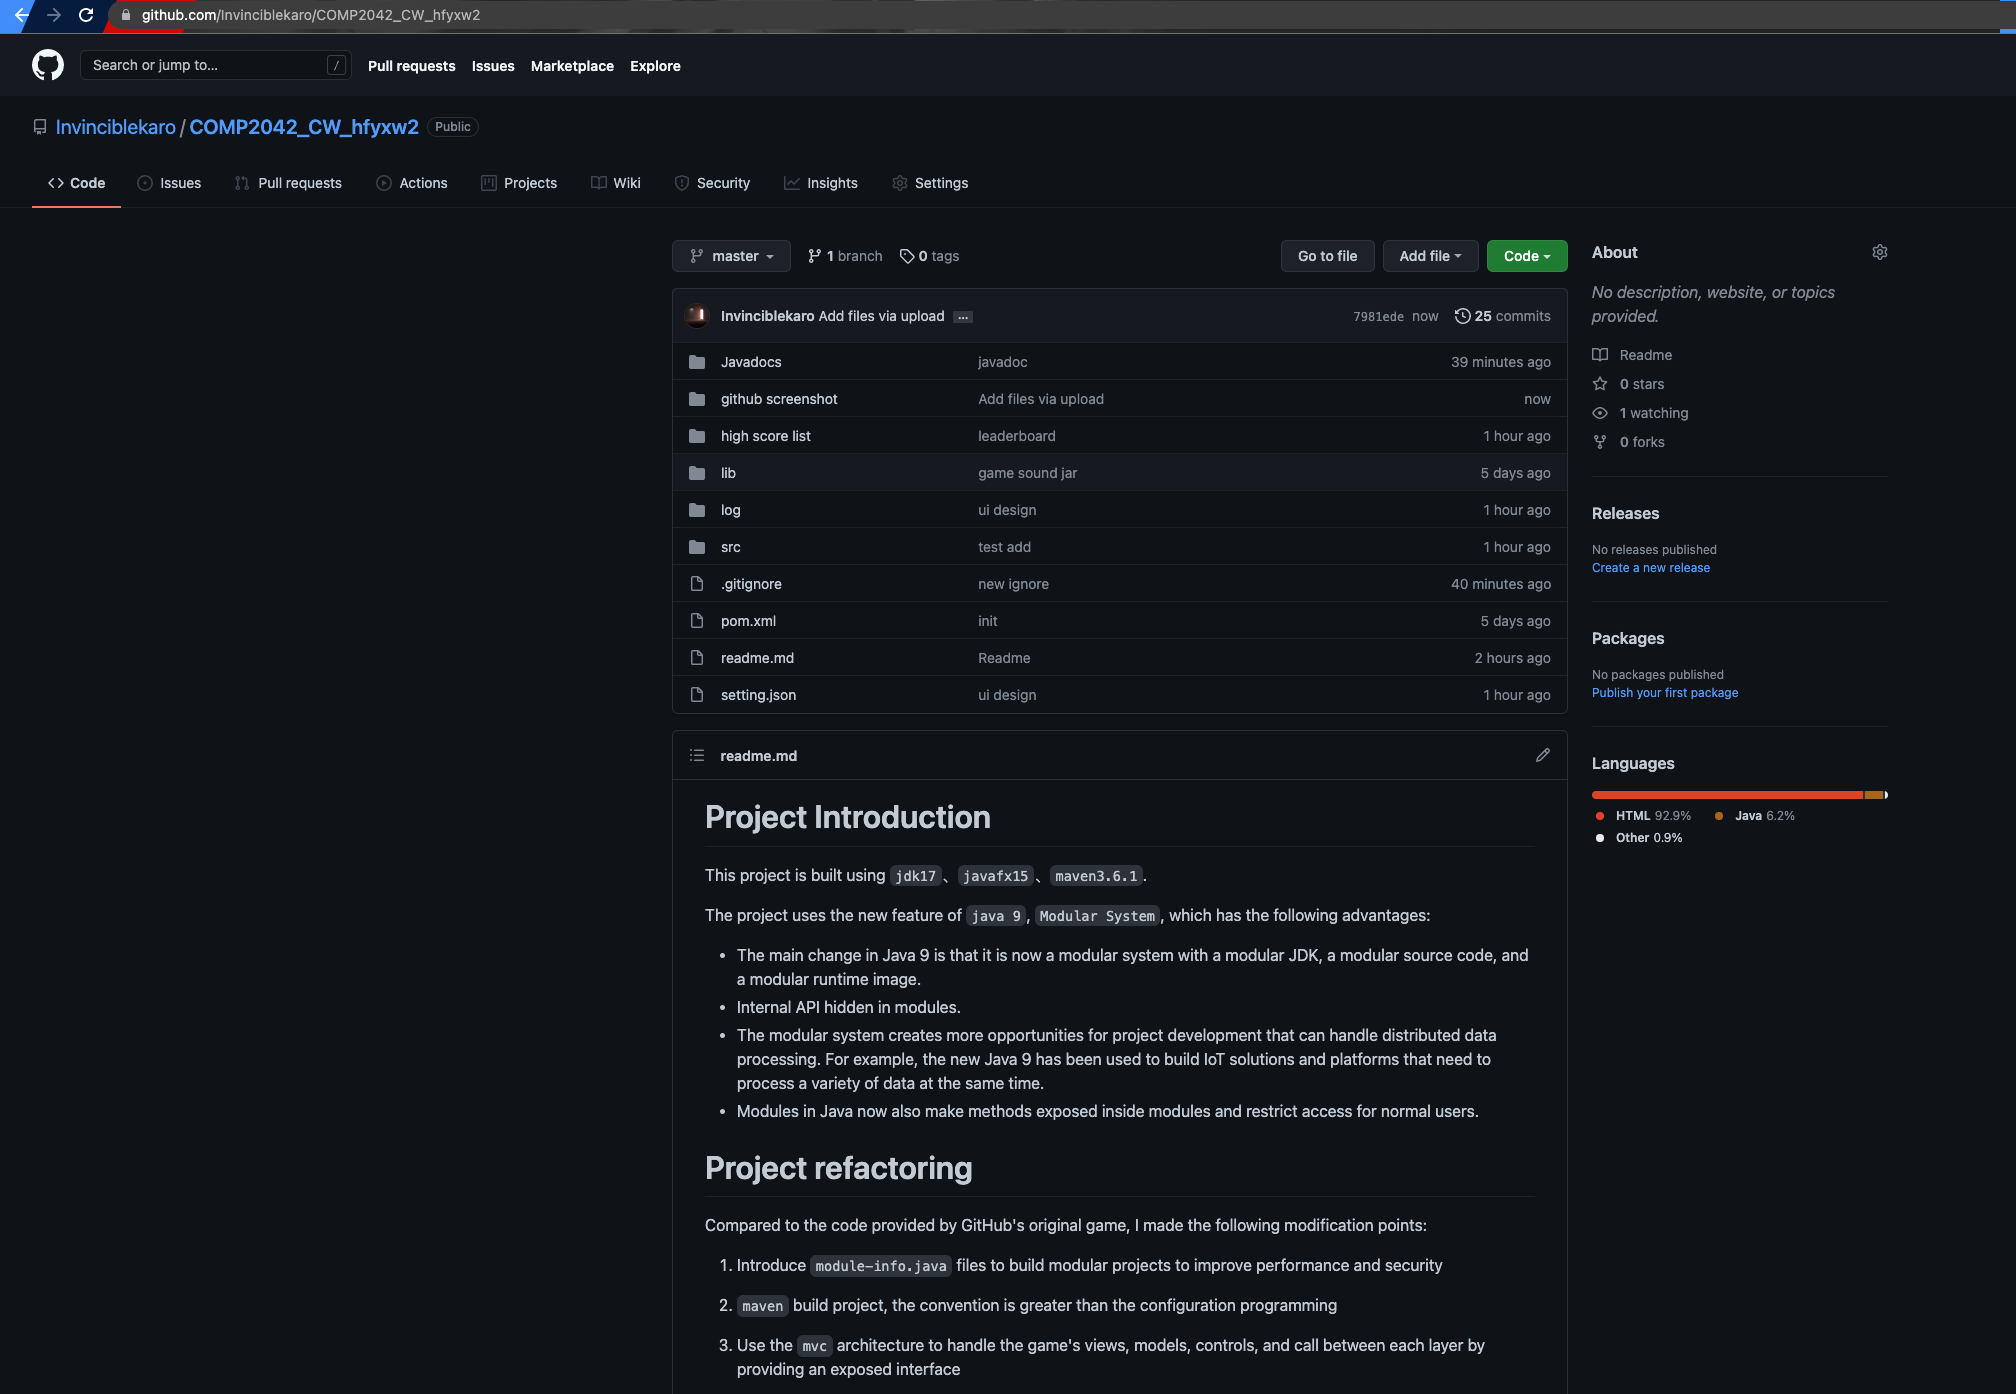 github.com/Invinciblekaro/COMP2042_CW_hfyxw2
Search or jump to... /
Pull requests Issues Marketplace Explore
Invinciblekaro / COMP2042_CW_hfyxw2 Public
Code Issues Pull requests Actions Projects Wiki Security Insights Settings
master 1 branch 0 tags Go to file Add file Code
Invinciblekaro Add files via upload ... 7981ede now 25 commits
Javadocs javadoc 39 minutes ago
github screenshot Add files via upload now
high score list leaderboard 1 hour ago
lib game sound jar 5 days ago
log ui design 1 hour ago
src test add 1 hour ago
.gitignore new ignore 40 minutes ago
pom.xml init 5 days ago
readme.md Readme 2 hours ago
setting.json ui design 1 hour ago
readme.md
Project Introduction
This project is built using jdk17、javafx15、maven3.6.1.
The project uses the new feature of java 9, Modular System, which has the following advantages:
• The main change in Java 9 is that it is now a modular system with a modular JDK, a modular source code, and
a modular runtime image.
• Internal API hidden in modules.
• The modular system creates more opportunities for project development that can handle distributed data
processing. For example, the new Java 9 has been used to build IoT solutions and platforms that need to
process a variety of data at the same time.
• Modules in Java now also make methods exposed inside modules and restrict access for normal users.
Project refactoring
Compared to the code provided by GitHub's original game, I made the following modification points:
1. Introduce module-info.java files to build modular projects to improve performance and security
2. maven build project, the convention is greater than the configuration programming
3. Use the mvc architecture to handle the game's views, models, controls, and call between each layer by
providing an exposed interface
About
No description, website, or topics
provided.
Readme
0 stars
1 watching
0 forks
Releases
No releases published
Create a new release
Packages
No packages published
Publish your first package
Languages
HTML 92.9% Java 6.2%
Other 0.9%